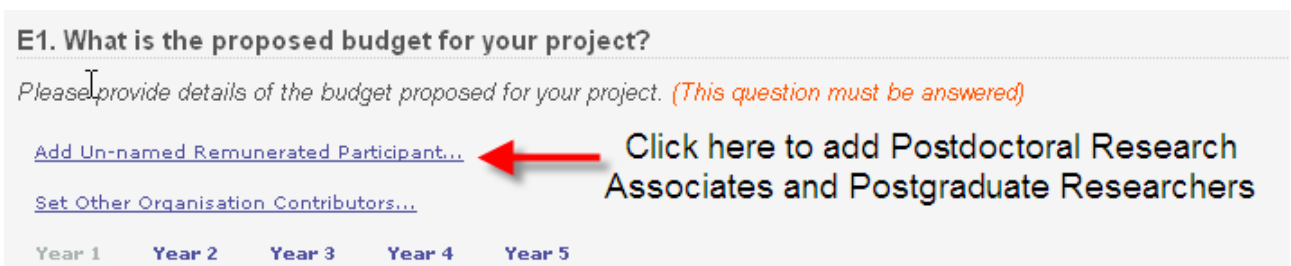 E1. What is the proposed budget for your project?
Please provide details of the budget proposed for your project. (This question must be answered)
Add Un-named Remunerated Participant...
Click here to add Postdoctoral Research
Associates and Postgraduate Researchers
Set Other Organisation Contributors...
Year 1 Year 2 Year 3 Year 4 Year 5